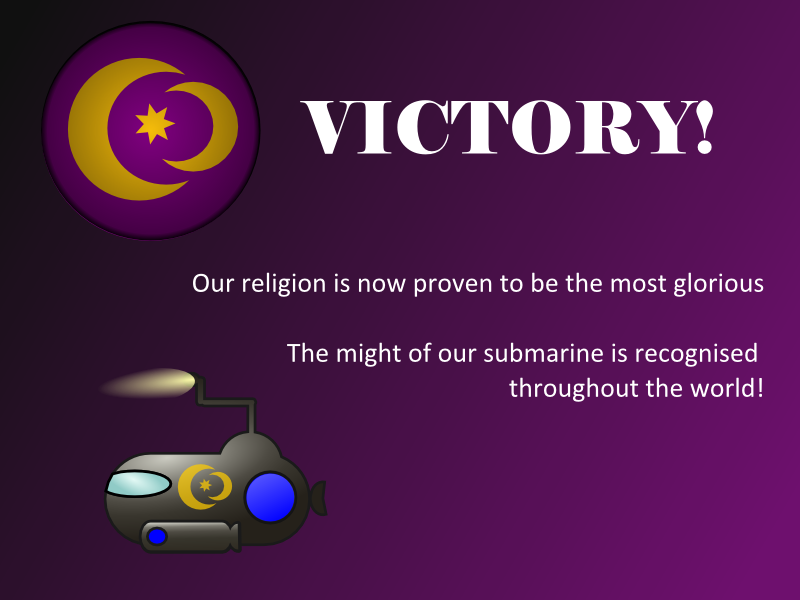 VICTORY!
Our religion is now proven to be the most glorious
The might of our submarine is recognised
throughout the world!